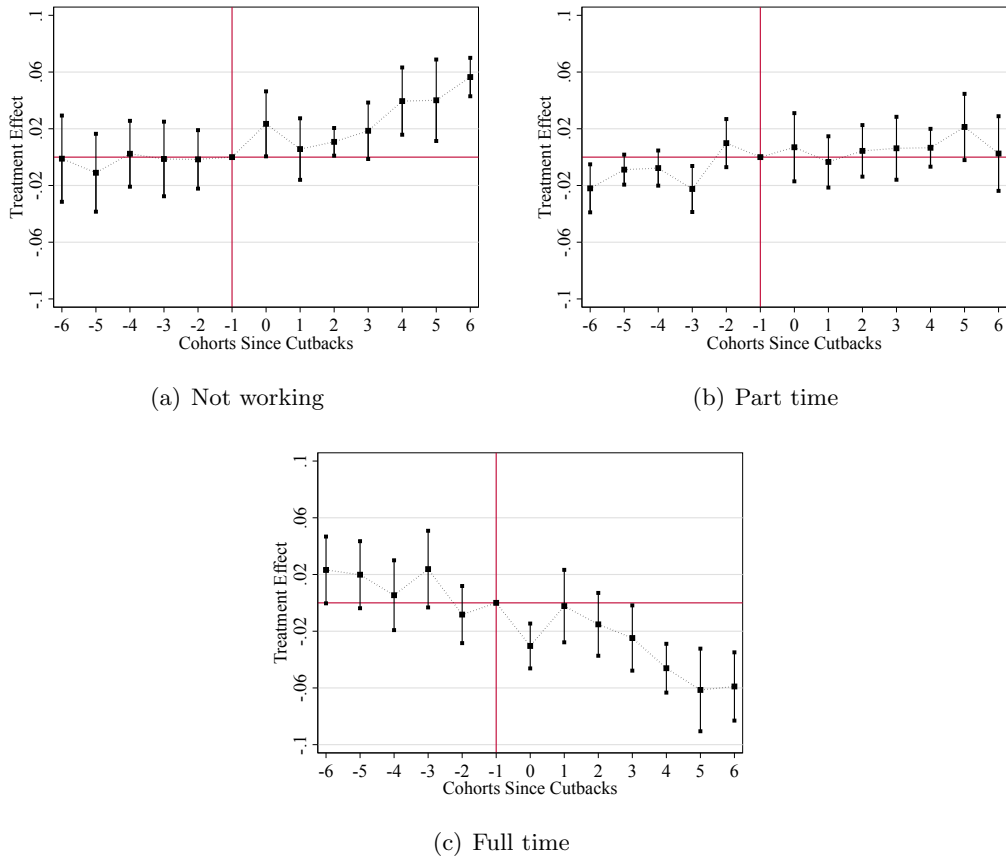 .1
.06
.02
-.02
-.06
-.1
Treatment Effect
-6 -5 -4 -3 -2 -1 0 1 2 3 4 5 6
Cohorts Since Cutbacks
(a) Not working
.1
.06
.02
-.02
-.06
-.1
Treatment Effect
-6 -5 -4 -3 -2 -1 0 1 2 3 4 5 6
Cohorts Since Cutbacks
(b) Part time
.1
.06
.02
-.02
-.06
-.1
Treatment Effect
-6 -5 -4 -3 -2 -1 0 1 2 3 4 5 6
Cohorts Since Cutbacks
(c) Full time